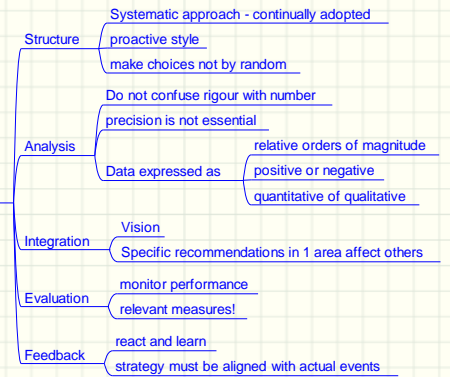 Structure
Systematic approach - continually adopted
proactive style
make choices not by random
Analysis
Do not confuse rigour with number
precision is not essential
Data expressed as
relative orders of magnitude
positive or negative
quantitative of qualitative
Integration
Vision
Specific recommendations in 1 area affect others
Evaluation
monitor performance
relevant measures!
Feedback
react and learn
strategy must be aligned with actual events